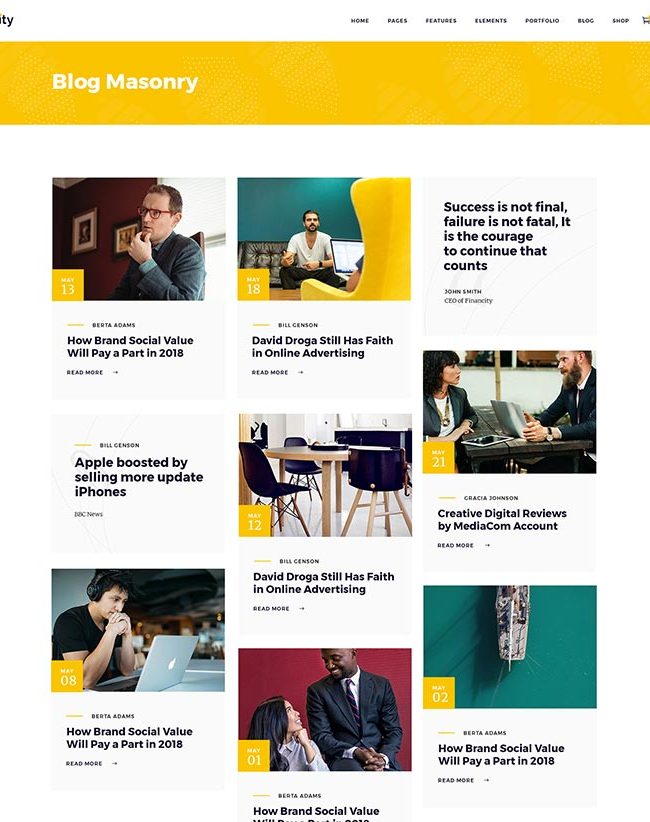 ity
HOME PAGES FEATURES ELEMENTS PORTFOLIO BLOG SHOP
Blog Masonry
MAY
13
BERTA ADAMS
How Brand Social Value
Will Pay a Part in 2018
READ MORE →
BILL GENSON
Apple boosted by
selling more update
iPhones
BBC News
MAY
08
BERTA ADAMS
How Brand Social Value
Will Pay a Part in 2018
READ MORE →
MAY
18
BILL GENSON
David Droga Still Has Faith
in Online Advertising
READ MORE →
MAY
12
BILL GENSON
David Droga Still Has Faith
in Online Advertising
READ MORE →
MAY
01
BERTA ADAMS
How Brand Social Value
Will Pay a Part in 2018
Success is not final,
failure is not fatal, It
is the courage
to continue that
counts
JOHN SMITH
CEO of Financity
MAY
21
GRACIA JOHNSON
Creative Digital Reviews
by MediaCom Account
READ MORE →
MAY
02
BERTA ADAMS
How Brand Social Value
Will Pay a Part in 2018
READ MORE →